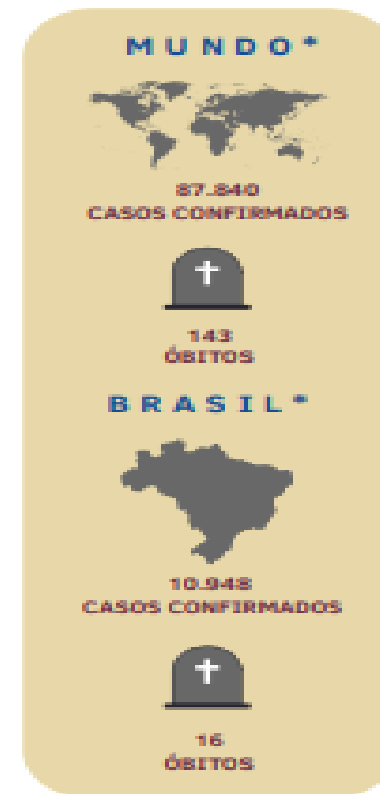 MUNDO*
87.840
CASOS CONFIRMADOS
143
ÓBITOS
BRASIL*
10.948
CASOS CONFIRMADOS
16
ÓBITOS